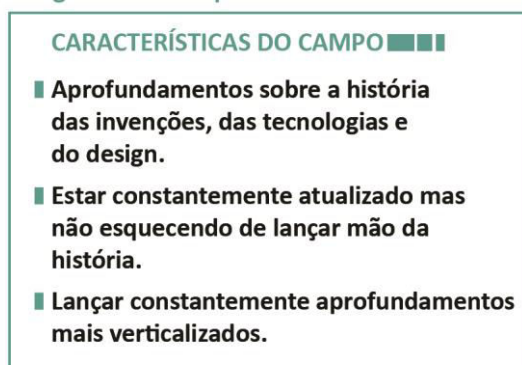 CARACTERÍSTICAS DO CAMPO
Aprofundamentos sobre a história
das invenções, das tecnologias e
do design.
Estar constantemente atualizado mas
não esquecendo de lançar mão da
história.
Lançar constantemente aprofundamentos
mais verticalizados.